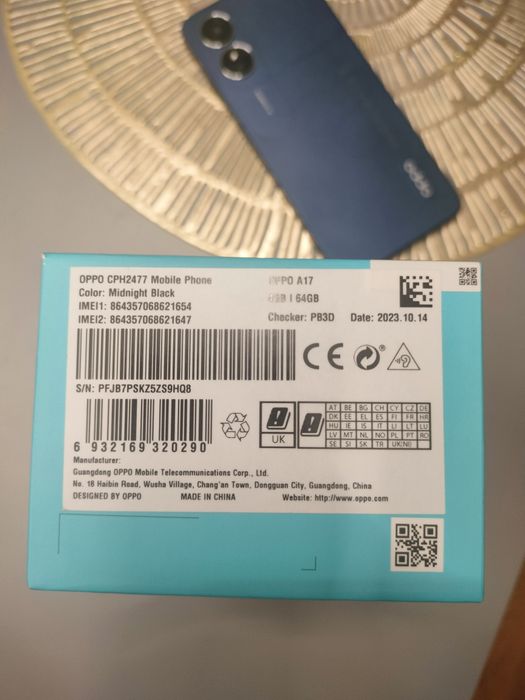 oppo
OPPO CPH2477 Mobile Phone
OPPO A17
Color: Midnight Black
4GB | 64GB
IMEI1: 864357068621654
IMEI2: 864357068621647
Checker: PB3D Date: 2023.10.14
CE
S/N: PFJB7PSKZ5ZS9HQ8
6 932169 320290
UK
AT BE BG CH CY CZ DE
DK EE EL ES FI FR HR
HU IE IS IT LI LT LU
LV MT NL NO PL PT RO
SE SI SK TR UK(NI)
Manufacturer:
Guangdong OPPO Mobile Telecommunications Corp., Ltd.
No. 18 Haibin Road, Wusha Village, Chang'an Town, Dongguan City, Guangdong, China
DESIGNED BY OPPO MADE IN CHINA Website: http://www.oppo.com